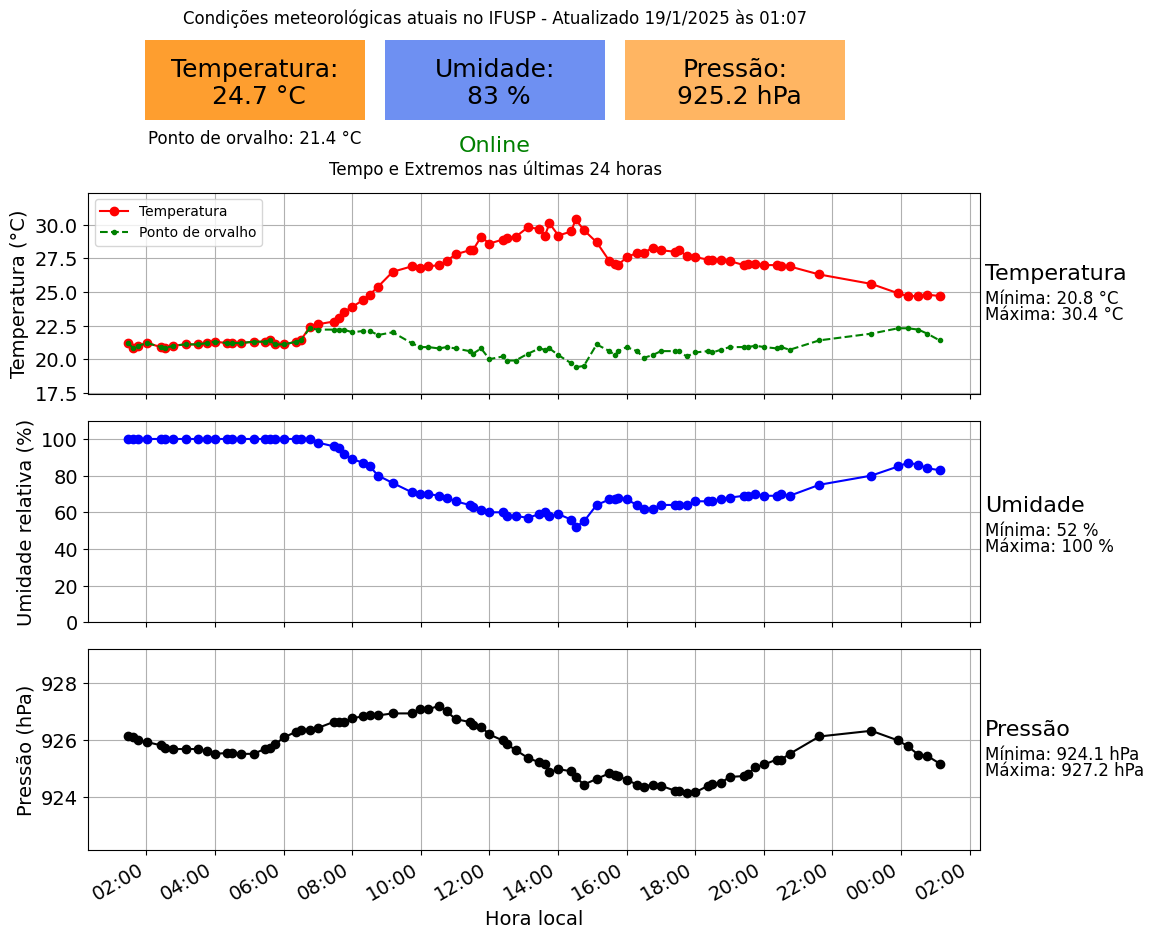 Condições meteorológicas atuais no IFUSP - Atualizado 19/1/2025 às 01:07
Temperatura:
24.7 °C
Umidade:
83 %
Pressão:
925.2 hPa
Ponto de orvalho: 21.4 °C
Online
Tempo e Extremos nas últimas 24 horas
Temperatura (°C)
30.0
27.5
25.0
22.5
20.0
17.5
Temperatura
Ponto de orvalho
Temperatura
Mínima: 20.8 °C
Máxima: 30.4 °C
Umidade relativa (%)
100
80
60
40
20
0
Umidade
Mínima: 52 %
Máxima: 100 %
Pressão (hPa)
928
926
924
Pressão
Mínima: 924.1 hPa
Máxima: 927.2 hPa
02:00 04:00 06:00 08:00 10:00 12:00 14:00 16:00 18:00 20:00 22:00 00:00 02:00
Hora local